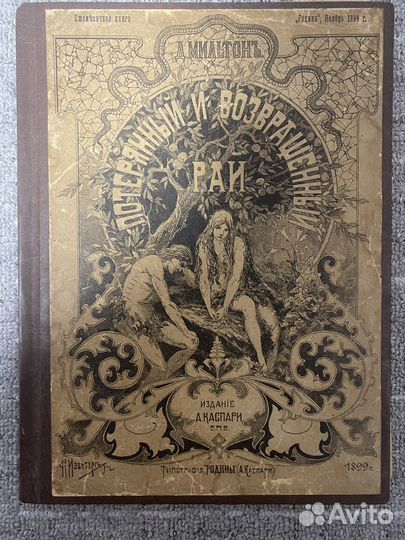 Ежемѣсячная книга
„Родина“, Ноябрь 1899 г.
Д. МИЛЬТОНЪ.
ПОТЕРЯННЫЙ И ВОЗВРАЩЕННЫЙ
РАЙ
ИЗДАНІЕ
А. КАСПАРИ,
С.П.Б.
Типографія „РОДИНЫ“ (А. Каспари)
1899 г.
Avito